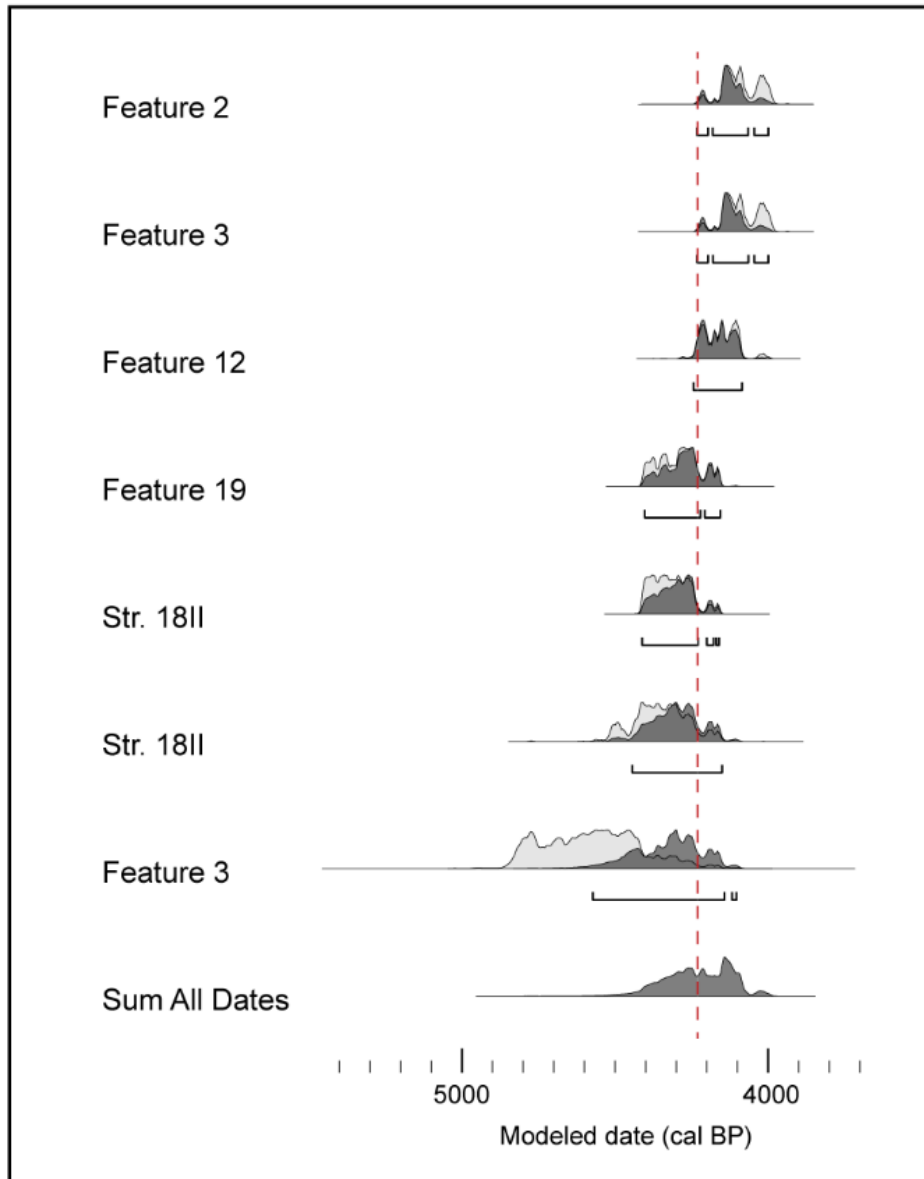 Feature 2
Feature 3
Feature 12
Feature 19
Str. 18II
Str. 18II
Feature 3
Sum All Dates
5000 4000
Modeled date (cal BP)